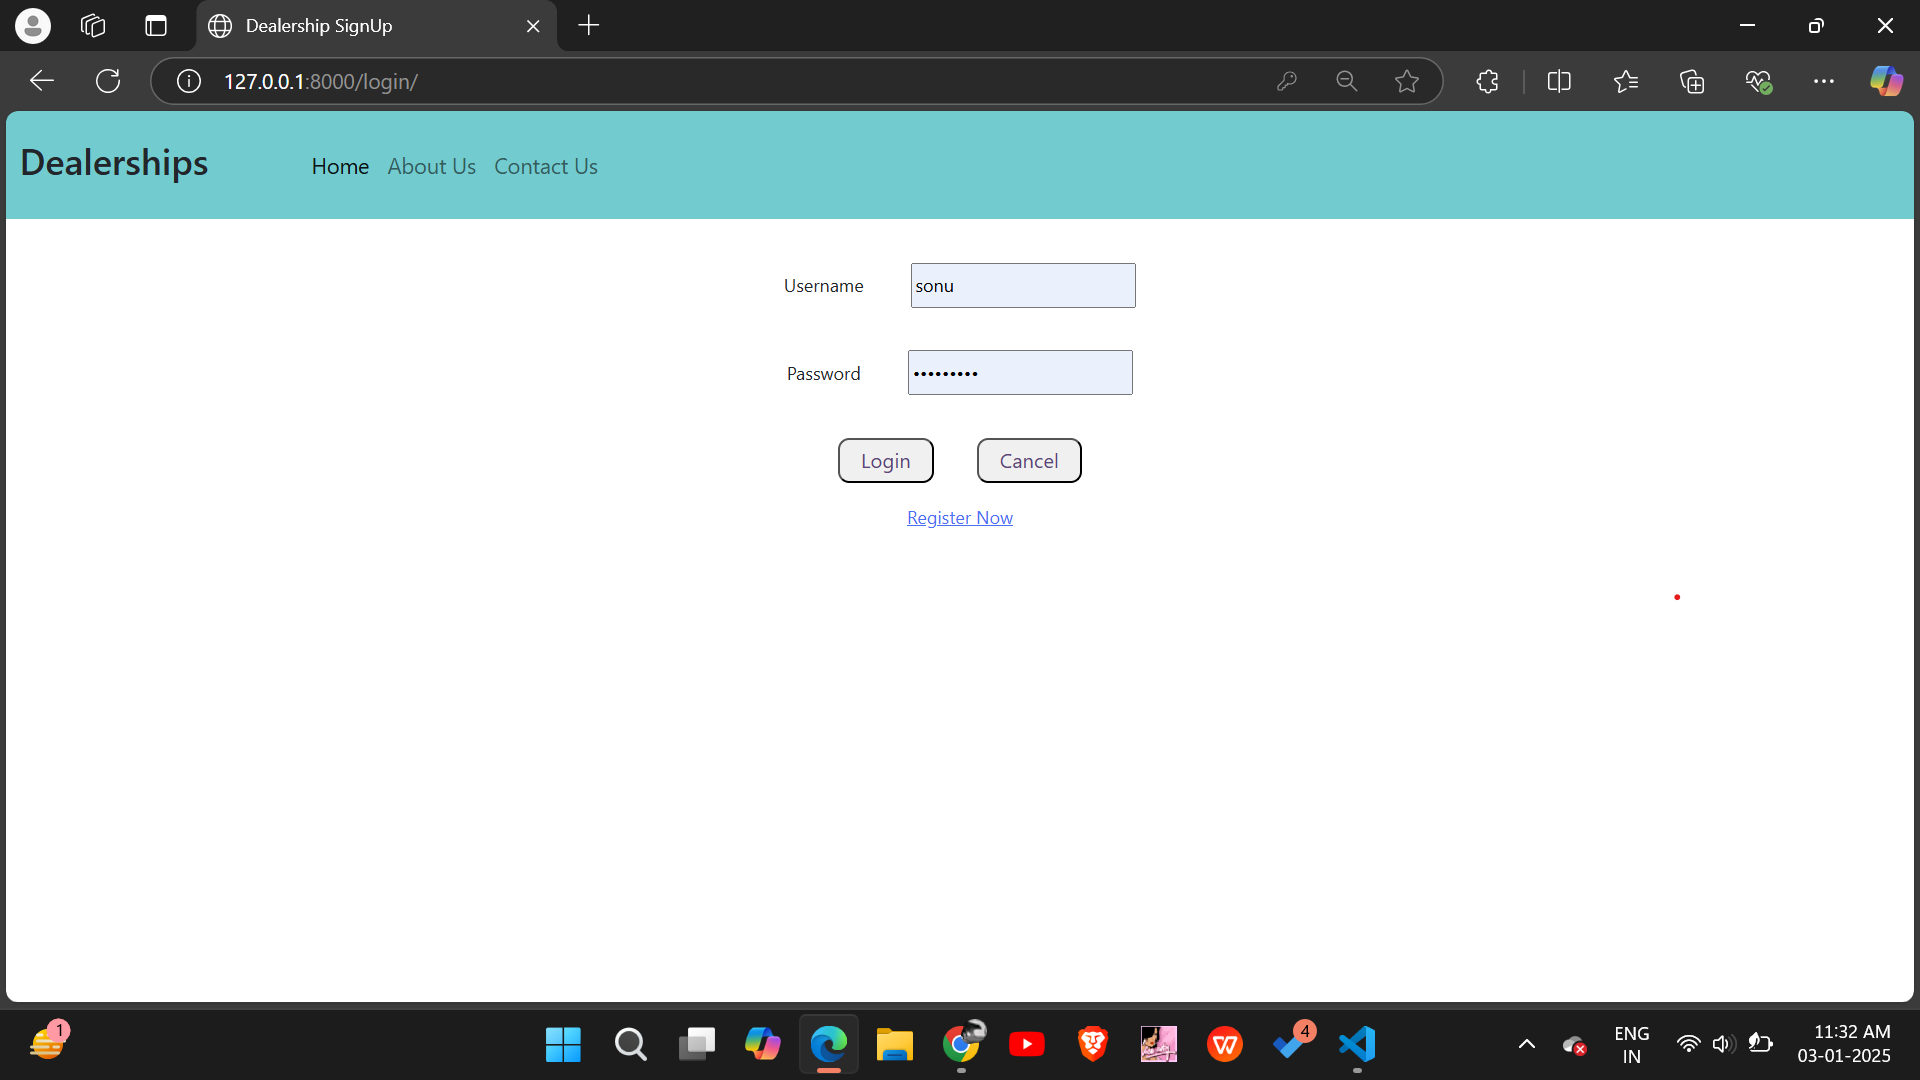 Dealership SignUp
127.0.0.1:8000/login/
Dealerships
Home About Us Contact Us
Username sonu
Password •••••••••
Login Cancel
Register Now
1
4
ENG
IN
11:32 AM
03-01-2025